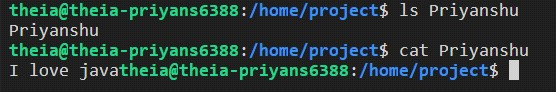 theia@theia-priyans6388:/home/project$ ls Priyanshu
Priyanshu
theia@theia-priyans6388:/home/project$ cat Priyanshu
I love javatheia@theia-priyans6388:/home/project$